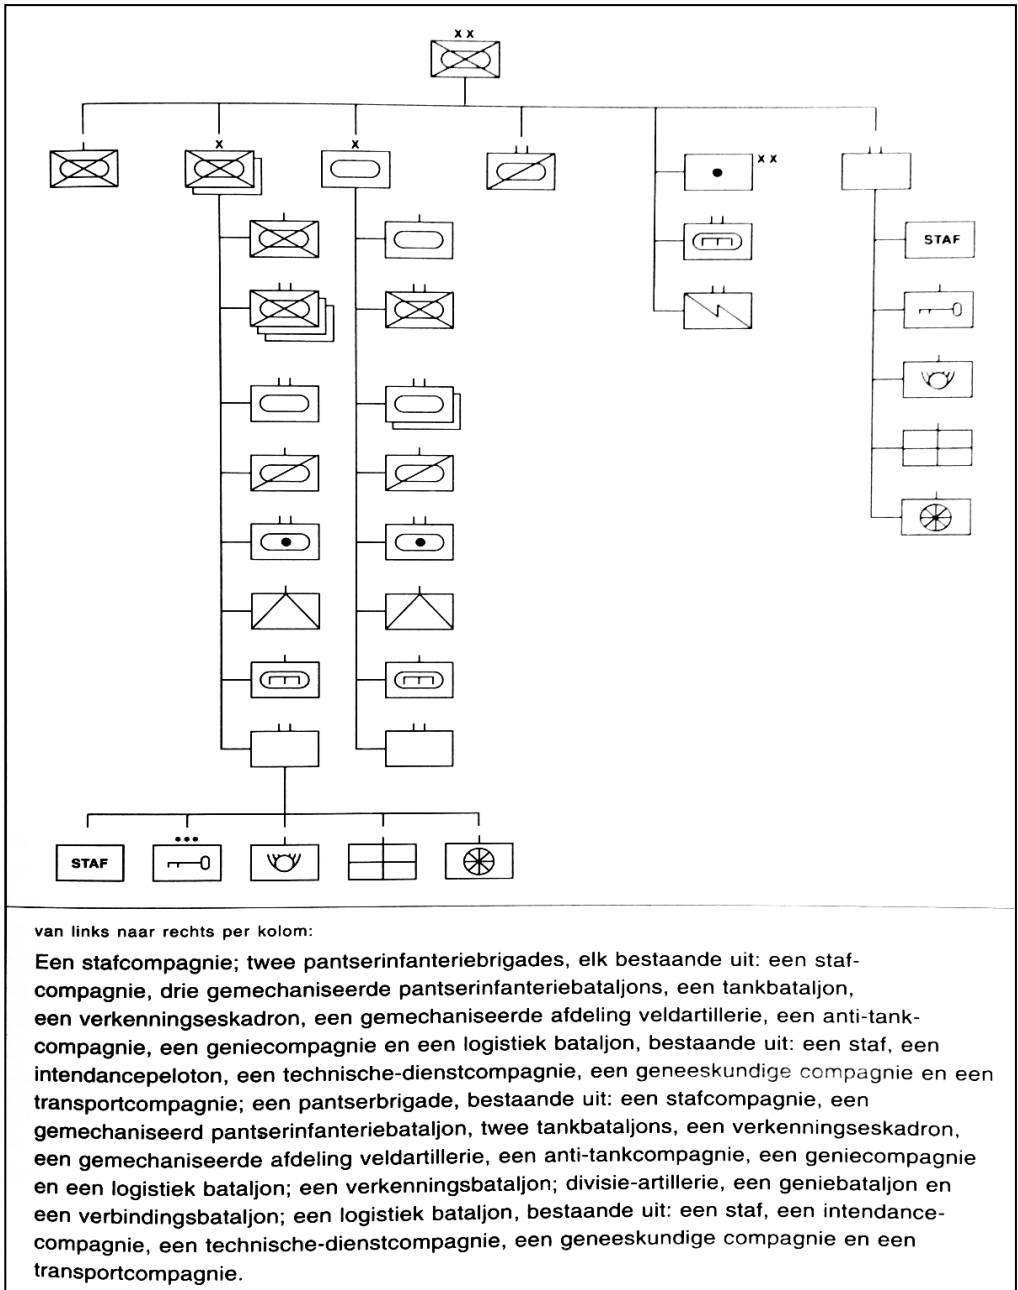 x x
x
x
x x
STAF
STAF
van links naar rechts per kolom:
Een stafcompagnie; twee pantserinfanteriebrigades, elk bestaande uit: een staf-
compagnie, drie gemechaniseerde pantserinfanteriebataljons, een tankbataljon,
een verkenningseskadron, een gemechaniseerde afdeling veldartillerie, een anti-tank-
compagnie, een geniecompagnie en een logistiek bataljon, bestaande uit: een staf, een
intendancepeloton, een technische-dienstcompagnie, een geneeskundige compagnie en een
transportcompagnie; een pantserbrigade, bestaande uit: een stafcompagnie, een
gemechaniseerd pantserinfanteriebataljon, twee tankbataljons, een verkenningseskadron,
een gemechaniseerde afdeling veldartillerie, een anti-tankcompagnie, een geniecompagnie
en een logistiek bataljon; een verkenningsbataljon; divisie-artillerie, een geniebataljon en
een verbindingsbataljon; een logistiek bataljon, bestaande uit: een staf, een intendance-
compagnie, een technische-dienstcompagnie, een geneeskundige compagnie en een
transportcompagnie.